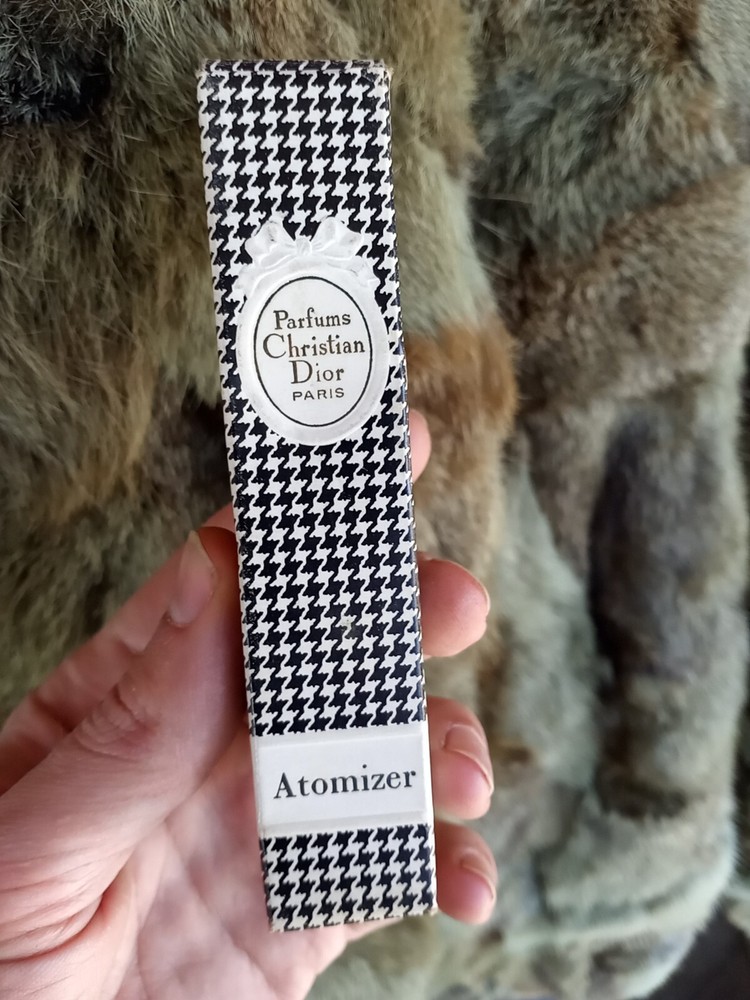 Parfums
Christian
Dior
PARIS
Atomizer